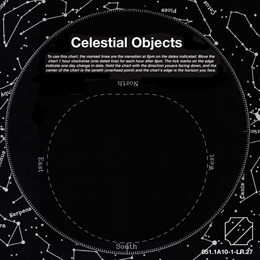 Pisces
Celestial Objects
To use this chart, the marked lines are the meredian at 8pm on the dates indicated. Move the
chart 1 hour clockwise (one dated line) for each hour after 8pm. The tick marks on the edge
indicate one day change in date. Hold the chart with the direction youare facing down, and the
center of the chart is the zenith (overhead point) and the chart's edge is the horizon you face.
North
East
West
South
Serpens
051.1A10-1-LR.27